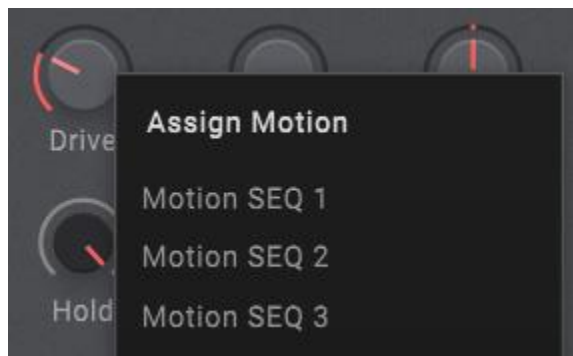 Assign Motion
Drive
Motion SEQ 1
Motion SEQ 2
Hold
Motion SEQ 3